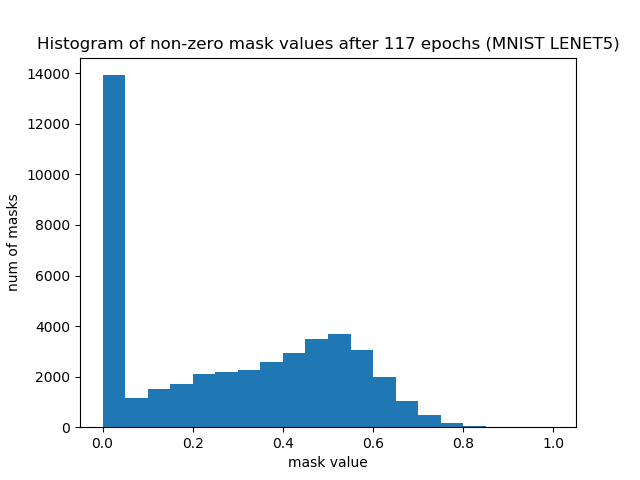 Histogram of non-zero mask values after 117 epochs (MNIST LENET5)
14000
12000
10000
8000
6000
4000
2000
0
num of masks
0.0 0.2 0.4 0.6 0.8 1.0
mask value